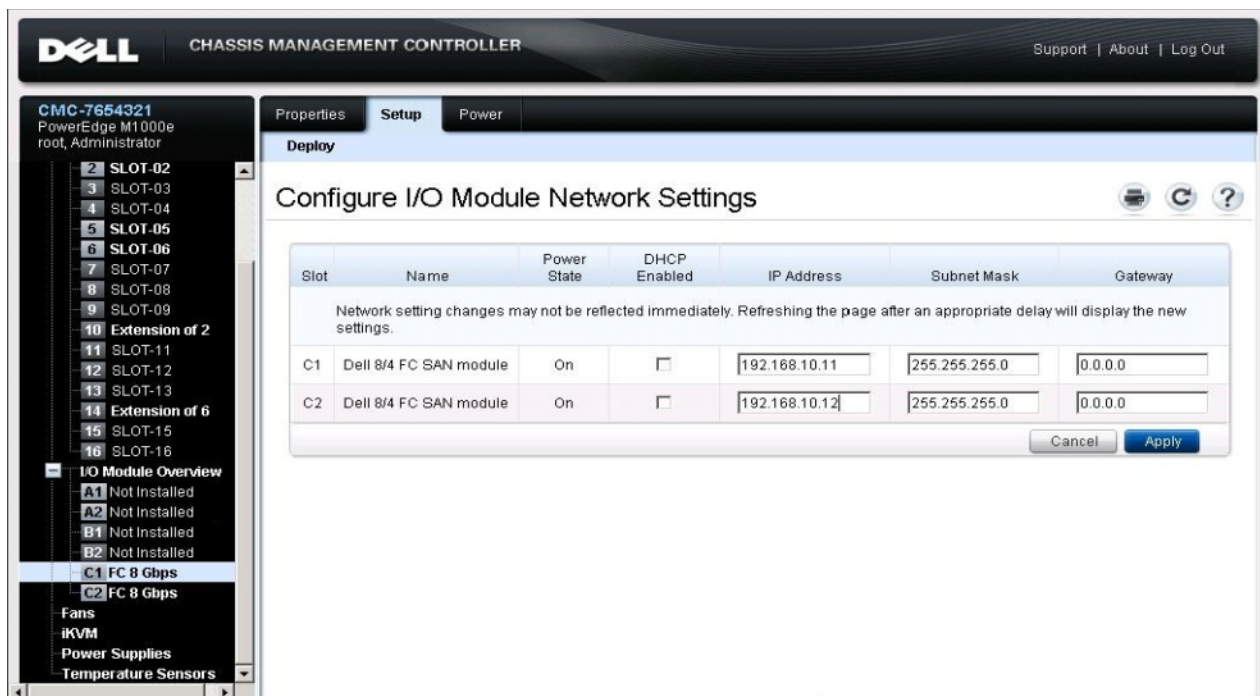 DELL
CHASSIS MANAGEMENT CONTROLLER
Support | About | Log Out
CMC-7654321
PowerEdge M1000e
root, Administrator
2 SLOT-02
3 SLOT-03
4 SLOT-04
5 SLOT-05
6 SLOT-06
7 SLOT-07
8 SLOT-08
9 SLOT-09
10 Extension of 2
11 SLOT-11
12 SLOT-12
13 SLOT-13
14 Extension of 6
15 SLOT-15
16 SLOT-16
I/O Module Overview
A1 Not Installed
A2 Not Installed
B1 Not Installed
B2 Not Installed
C1 FC 8 Gbps
C2 FC 8 Gbps
Fans
iKVM
Power Supplies
Temperature Sensors
Properties Setup Power
Deploy
Configure I/O Module Network Settings
?
Slot Name Power State DHCP Enabled IP Address Subnet Mask Gateway
Network setting changes may not be reflected immediately. Refreshing the page after an appropriate delay will display the new
settings.
C1 Dell 8/4 FC SAN module On 192.168.10.11 255.255.255.0 0.0.0.0
C2 Dell 8/4 FC SAN module On 192.168.10.12 255.255.255.0 0.0.0.0
Cancel Apply